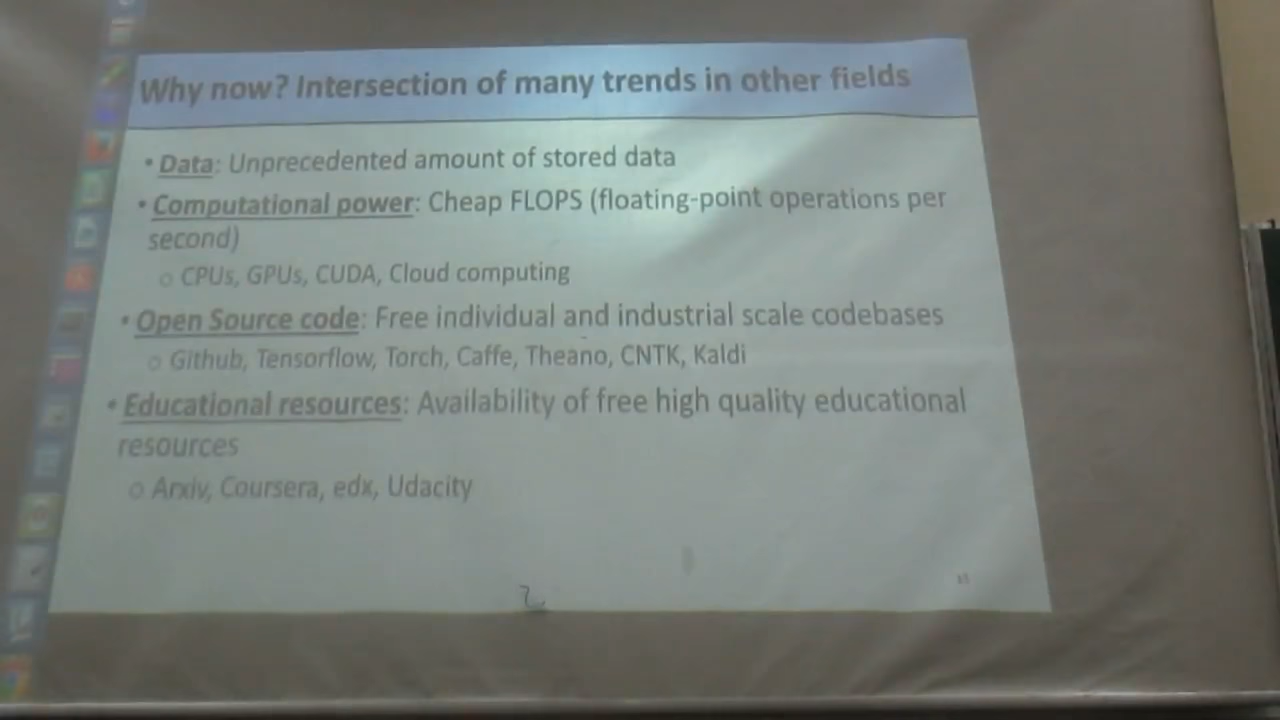 Why now? Intersection of many trends in other fields
• Data: Unprecedented amount of stored data
• Computational power: Cheap FLOPS (floating-point operations per
second)
o CPUs, GPUs, CUDA, Cloud computing
• Open Source code: Free individual and industrial scale codebases
o Github, Tensorflow, Torch, Caffe, Theano, CNTK, Kaldi
• Educational resources: Availability of free high quality educational
resources
o Arxiv, Coursera, edx, Udacity